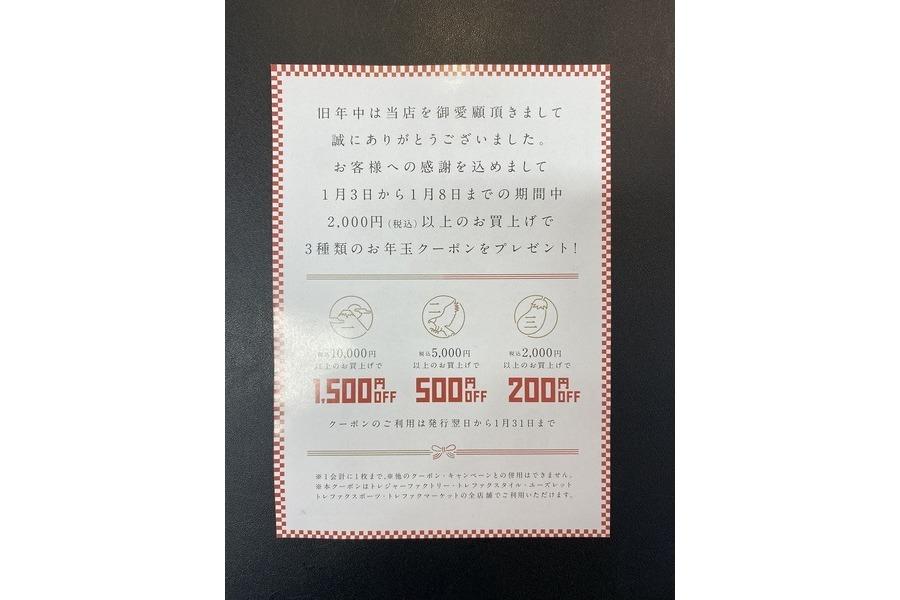 旧年中は当店を御愛顧頂きまして
誠にありがとうございました。
お客様への感謝を込めまして
1月3日から1月8日までの期間中
2,000円(税込)以上のお買上げで
3種類のお年玉クーポンをプレゼント!
一
二
三
税込10,000円
以上のお買上げで
1,500円OFF
税込5,000円
以上のお買上げで
500円OFF
税込2,000円
以上のお買上げで
200円OFF
クーポンのご利用は発行翌日から1月31日まで
※1会計に1枚まで。※他のクーポン・キャンペーンとの併用はできません。
※本クーポンはトレジャーファクトリー・トレファクスタイル・ユーズレット
トレファクスポーツ・トレファクマーケットの全店舗でご利用いただけます。